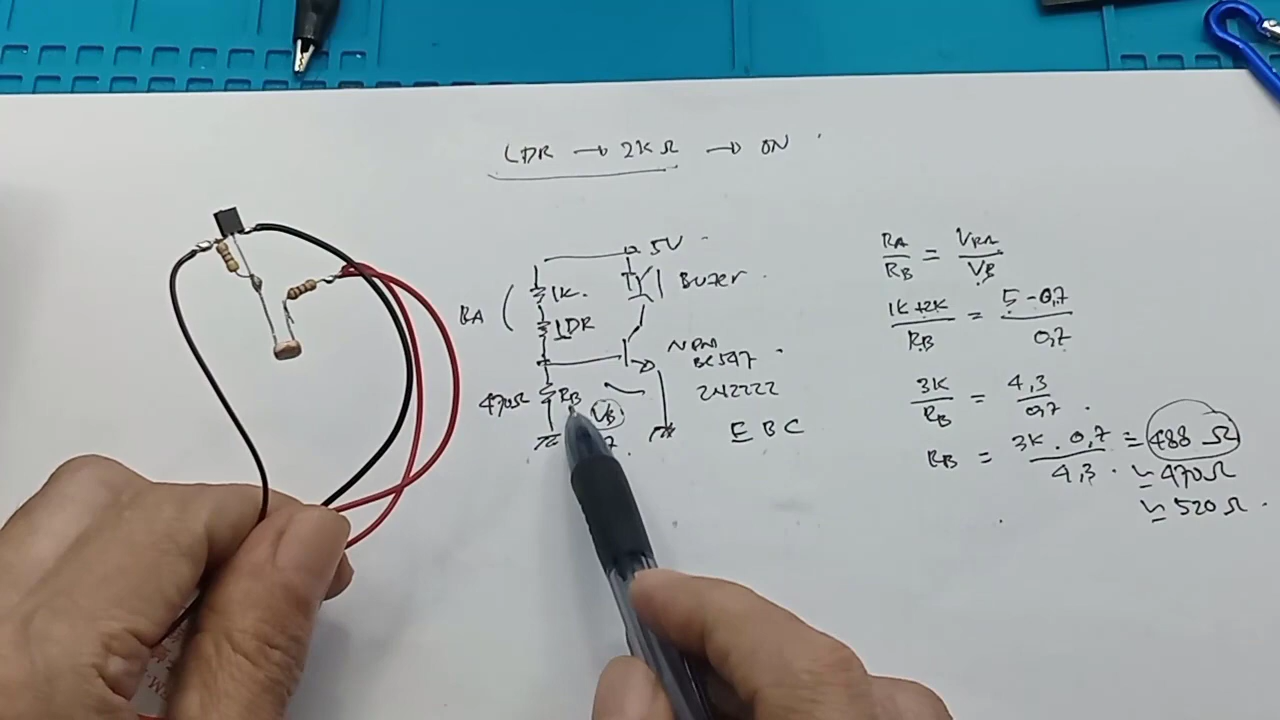 LDR → 2K Ω → ON
5V
1K.
Buzer
RA
LDR
NPN
BC547
470Ω RB
VB
2N2222
E B C
RA/RB = VRA/VB
1K+2K/RB = 5-0,7/0,7
3K/RB = 4,3/0,7
RB = 3K . 0,7/4,3 = 488 Ω
≃ 470Ω
≃ 520 Ω.